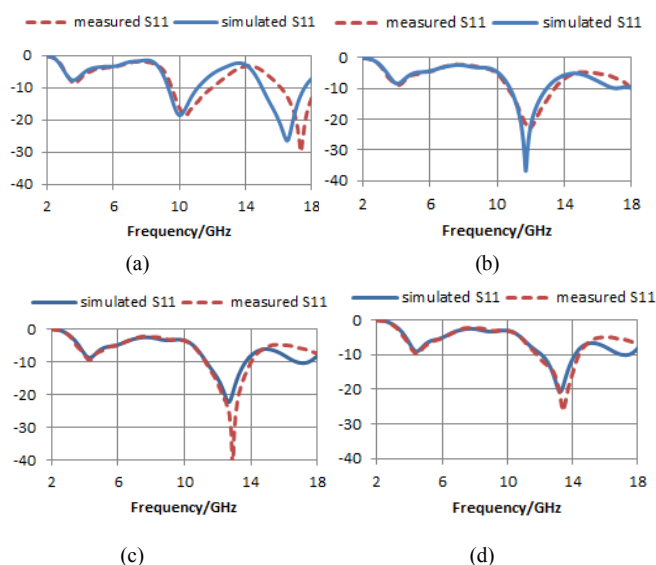 measured S11 simulated S11
measured S11 simulated S11
0
-10
-20
-30
-40
2 6 10 14 18
Frequency/GHz
(a)
0
-10
-20
-30
-40
2 6 10 14 18
Frequency/GHz
(b)
simulated S11 measured S11
simulated S11 measured S11
0
-10
-20
-30
-40
2 6 10 14 18
Frequency/GHz
(c)
0
-10
-20
-30
-40
2 6 10 14 18
Frequency/GHz
(d)